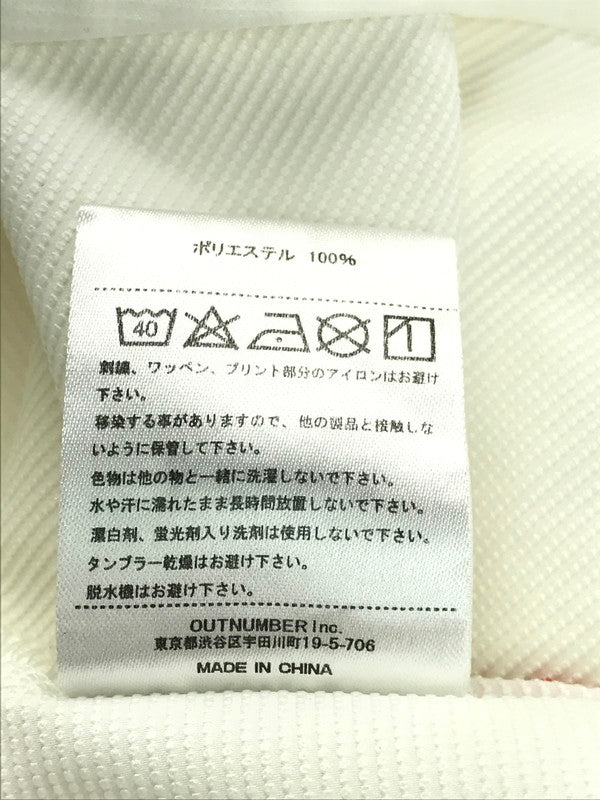 ポリエステル 100%
40
刺繍、ワッペン、プリント部分のアイロンはお避け
下さい。
移染する事がありますので、他の製品と接触しな
いように保管して下さい。
色物は他の物と一緒に洗濯しないで下さい。
水や汗に濡れたまま長時間放置しないで下さい。
漂白剤、蛍光剤入り洗剤は使用しないで下さい。
タンブラー乾燥はお避け下さい。
脱水機はお避け下さい。
OUTNUMBER Inc.
東京都渋谷区宇田川町19-5-706
MADE IN CHINA